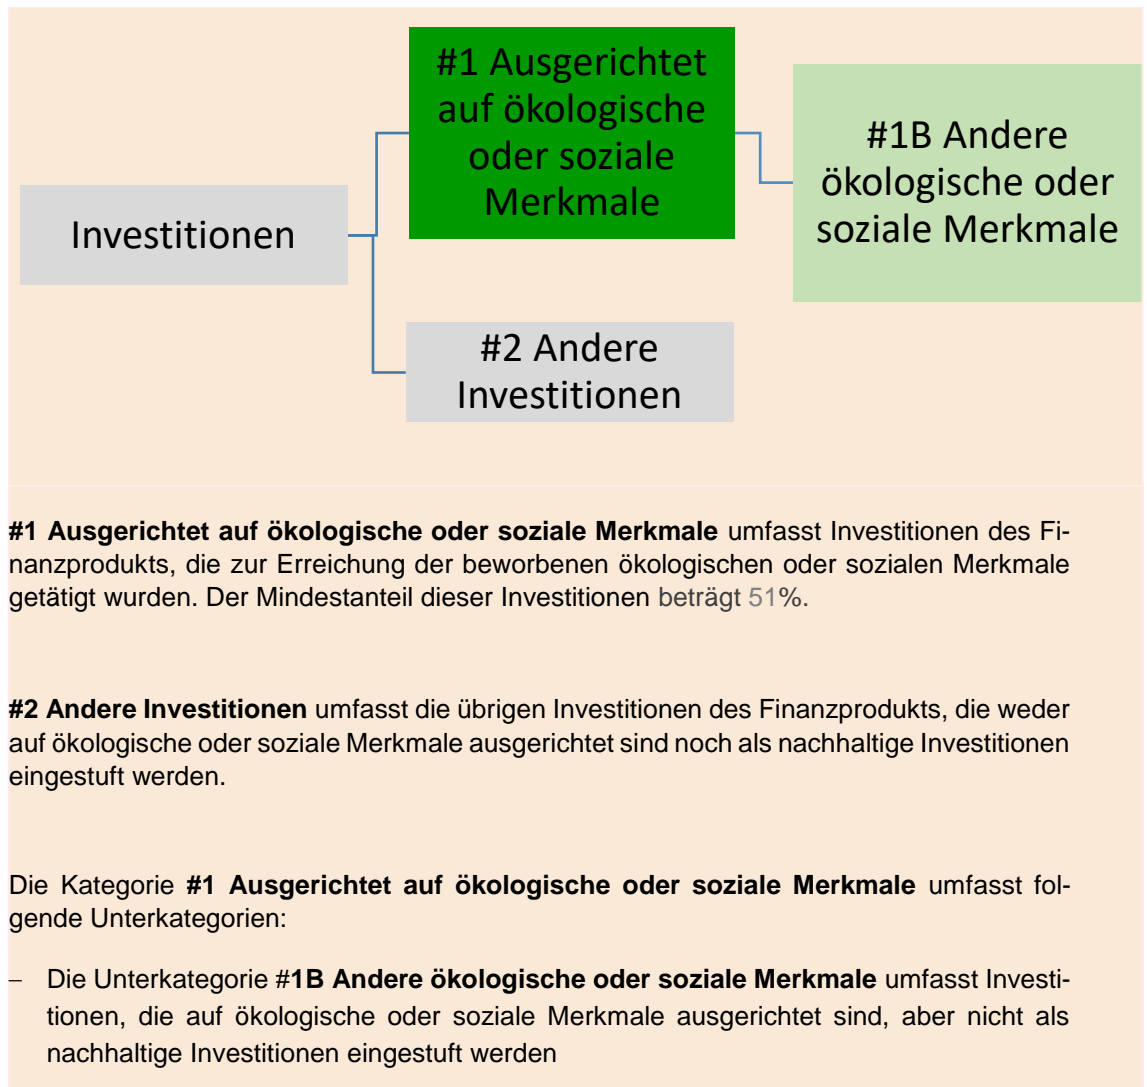 #1 Ausgerichtet
auf ökologische
oder soziale
Merkmale
#1B Andere
ökologische oder
soziale Merkmale
Investitionen
#2 Andere
Investitionen
#1 Ausgerichtet auf ökologische oder soziale Merkmale umfasst Investitionen des Fi-
nanzprodukts, die zur Erreichung der beworbenen ökologischen oder sozialen Merkmale
getätigt wurden. Der Mindestanteil dieser Investitionen beträgt 51%.
#2 Andere Investitionen umfasst die übrigen Investitionen des Finanzprodukts, die weder
auf ökologische oder soziale Merkmale ausgerichtet sind noch als nachhaltige Investitionen
eingestuft werden.
Die Kategorie #1 Ausgerichtet auf ökologische oder soziale Merkmale umfasst fol-
gende Unterkategorien:
– Die Unterkategorie #1B Andere ökologische oder soziale Merkmale umfasst Investi-
tionen, die auf ökologische oder soziale Merkmale ausgerichtet sind, aber nicht als
nachhaltige Investitionen eingestuft werden